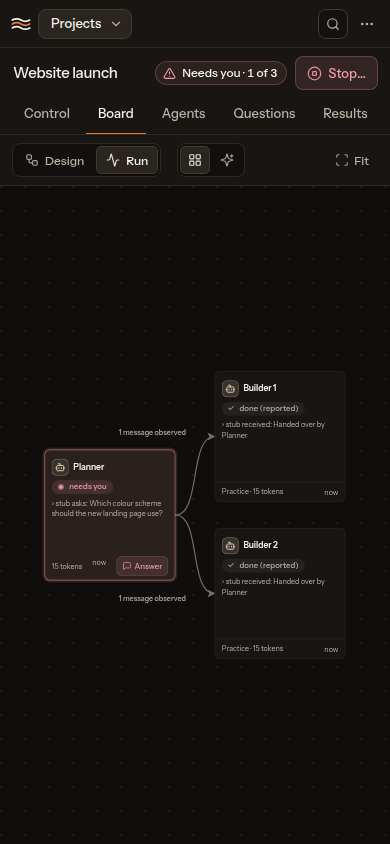 Projects
Website launch
Needs you · 1 of 3
Stop...
Control
Board
Agents
Questions
Results
Design
Run
Fit
Builder 1
done (reported)
› stub received: Handed over by
Planner
Practice · 15 tokens
now
1 message observed
Planner
needs you
› stub asks: Which colour scheme
should the new landing page use?
15 tokens
now
Answer
1 message observed
Builder 2
done (reported)
› stub received: Handed over by
Planner
Practice · 15 tokens
now